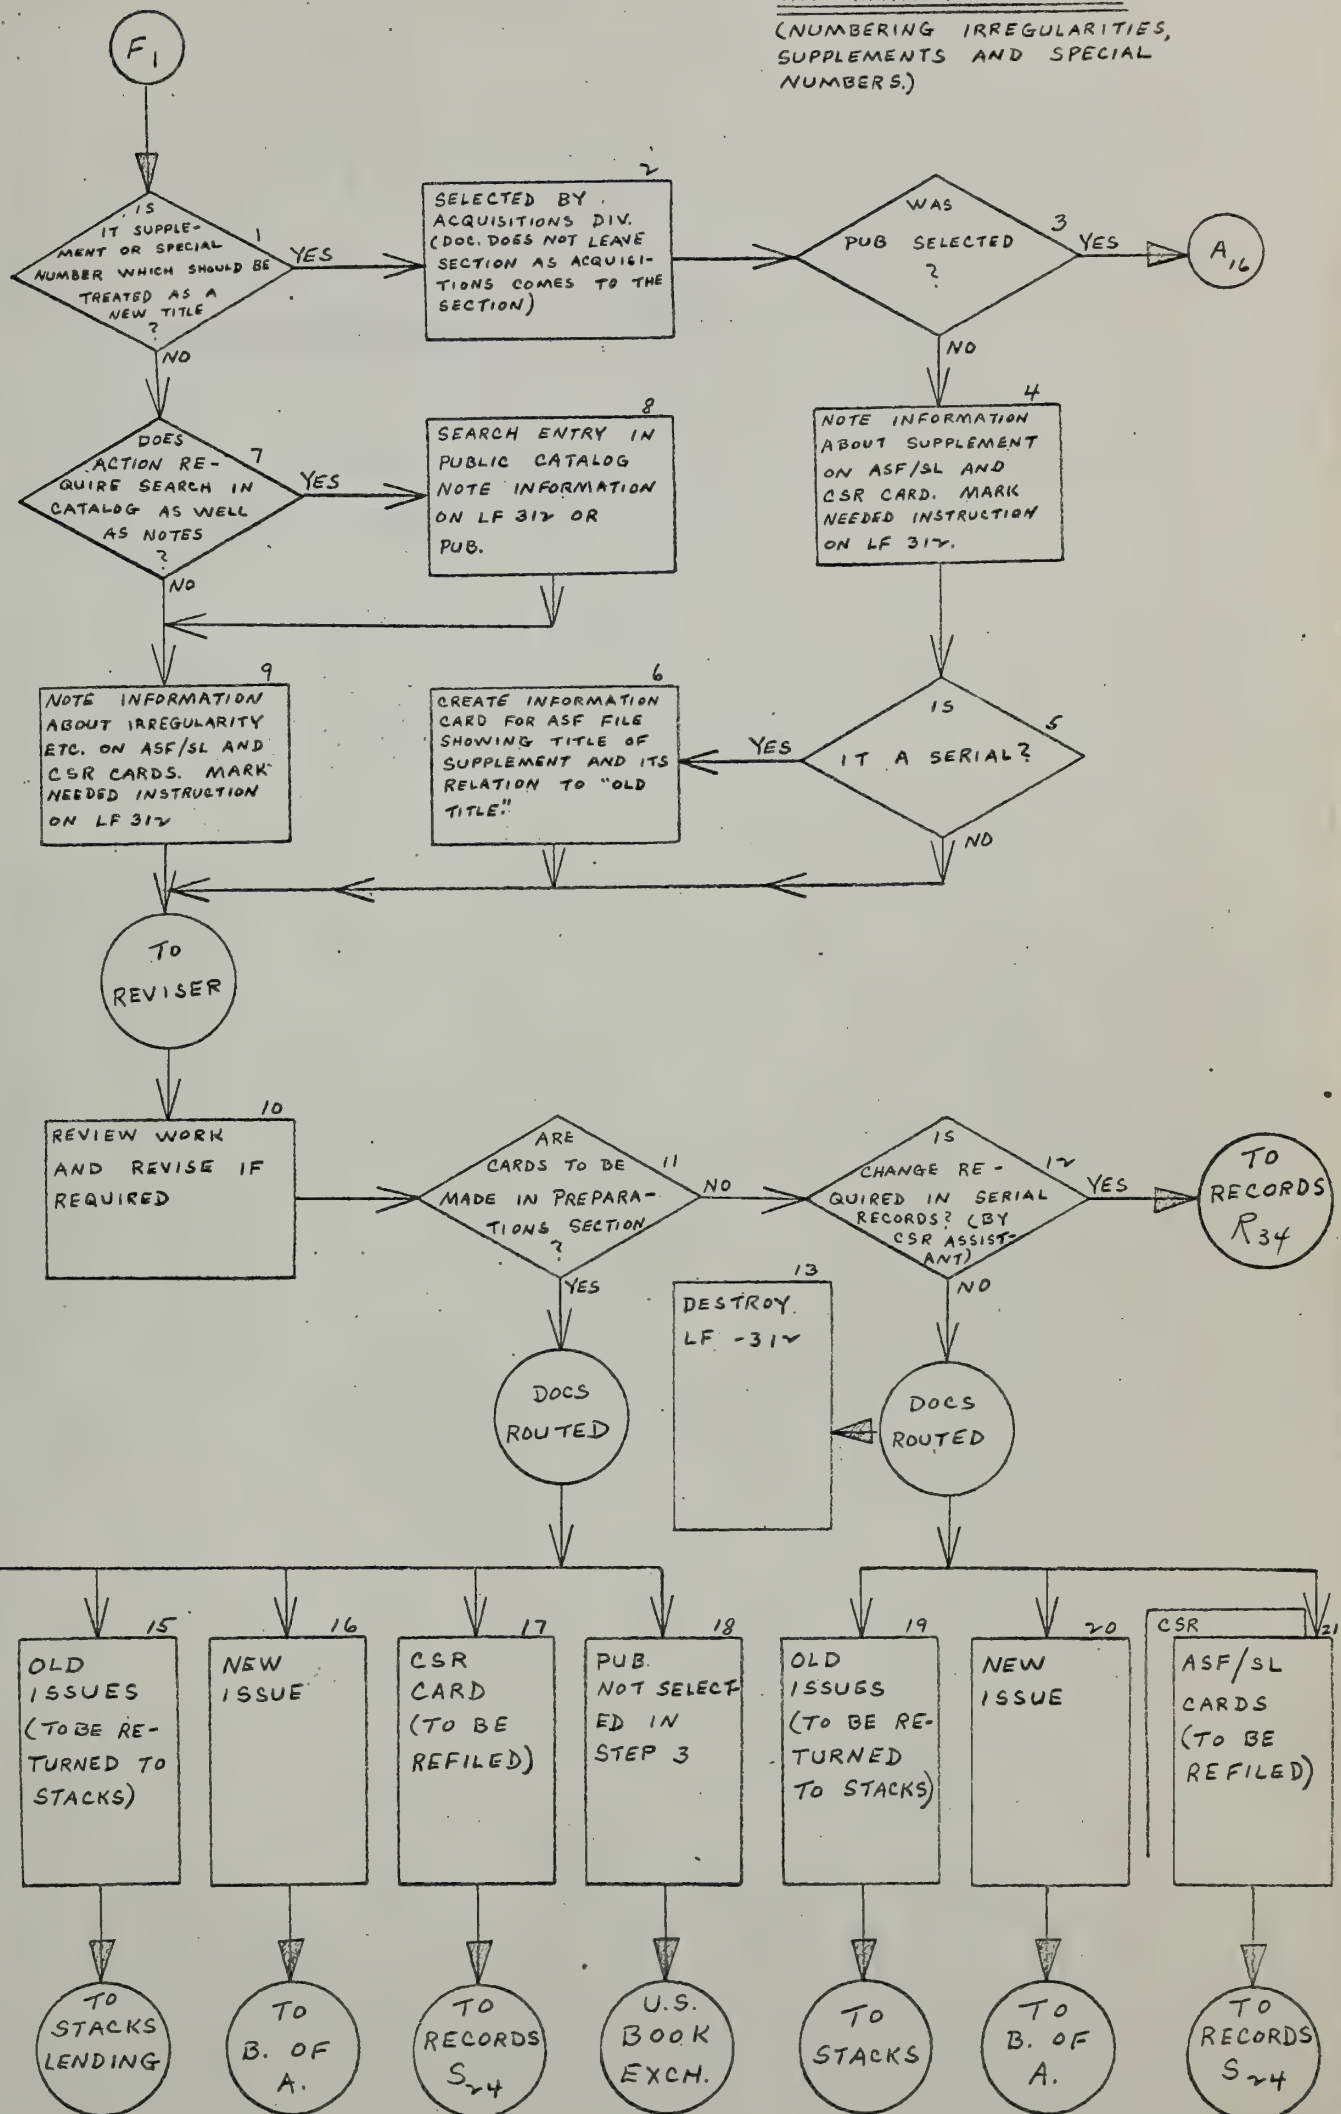 (NUMBERING IRREGULARITIES,
SUPPLEMENTS AND SPECIAL
NUMBERS.)
F1
1
IS
IT SUPPLE-
MENT OR SPECIAL
NUMBER WHICH SHOULD BE
TREATED AS A
NEW TITLE
?
YES
NO
2
SELECTED BY
ACQUISITIONS DIV.
(DOC. DOES NOT LEAVE
SECTION AS ACQUISI-
TIONS COMES TO THE
SECTION)
3
WAS
PUB SELECTED
?
YES
NO
A16
7
DOES
ACTION RE-
QUIRE SEARCH IN
CATALOG AS WELL
AS NOTES
?
YES
NO
8
SEARCH ENTRY IN
PUBLIC CATALOG
NOTE INFORMATION
ON LF 312 OR
PUB.
4
NOTE INFORMATION
ABOUT SUPPLEMENT
ON ASF/SL AND
CSR CARD. MARK
NEEDED INSTRUCTION
ON LF 312.
9
NOTE INFORMATION
ABOUT IRREGULARITY
ETC. ON ASF/SL AND
CSR CARDS. MARK
NEEDED INSTRUCTION
ON LF 312
6
CREATE INFORMATION
CARD FOR ASF FILE
SHOWING TITLE OF
SUPPLEMENT AND ITS
RELATION TO "OLD
TITLE."
5
IS
IT A SERIAL?
YES
NO
TO
REVISER
10
REVIEW WORK
AND REVISE IF
REQUIRED
11
ARE
CARDS TO BE
MADE IN PREPARA-
TIONS SECTION
?
NO
YES
12
IS
CHANGE RE-
QUIRED IN SERIAL
RECORDS? (BY
CSR ASSIST-
ANT)
YES
NO
TO
RECORDS
R34
13
DESTROY
LF -312
DOCS
ROUTED
DOCS
ROUTED
15
OLD
ISSUES
(TO BE RE-
TURNED TO
STACKS)
16
NEW
ISSUE
17
CSR
CARD
(TO BE
REFILED)
18
PUB.
NOT SELECT-
ED IN
STEP 3
19
OLD
ISSUES
(TO BE RE-
TURNED
TO STACKS)
20
NEW
ISSUE
CSR
21
ASF/SL
CARDS
(TO BE
REFILED)
TO
STACKS
LENDING
TO
B. OF
A.
TO
RECORDS
S24
U.S.
BOOK
EXCH.
TO
STACKS
TO
B. OF
A.
TO
RECORDS
S24